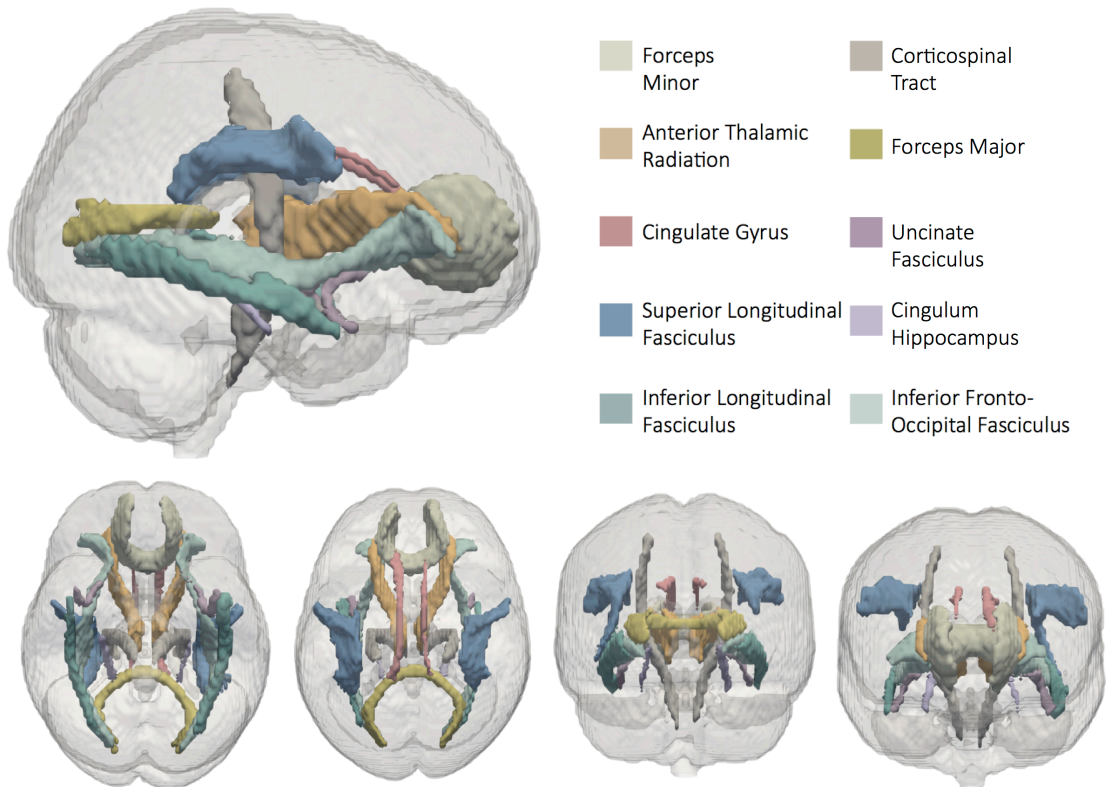 Forceps
Minor
Corticospinal
Tract
Anterior Thalamic
Radiation
Forceps Major
Cingulate Gyrus
Uncinate
Fasciculus
Superior Longitudinal
Fasciculus
Cingulum
Hippocampus
Inferior Longitudinal
Fasciculus
Inferior Fronto-
Occipital Fasciculus